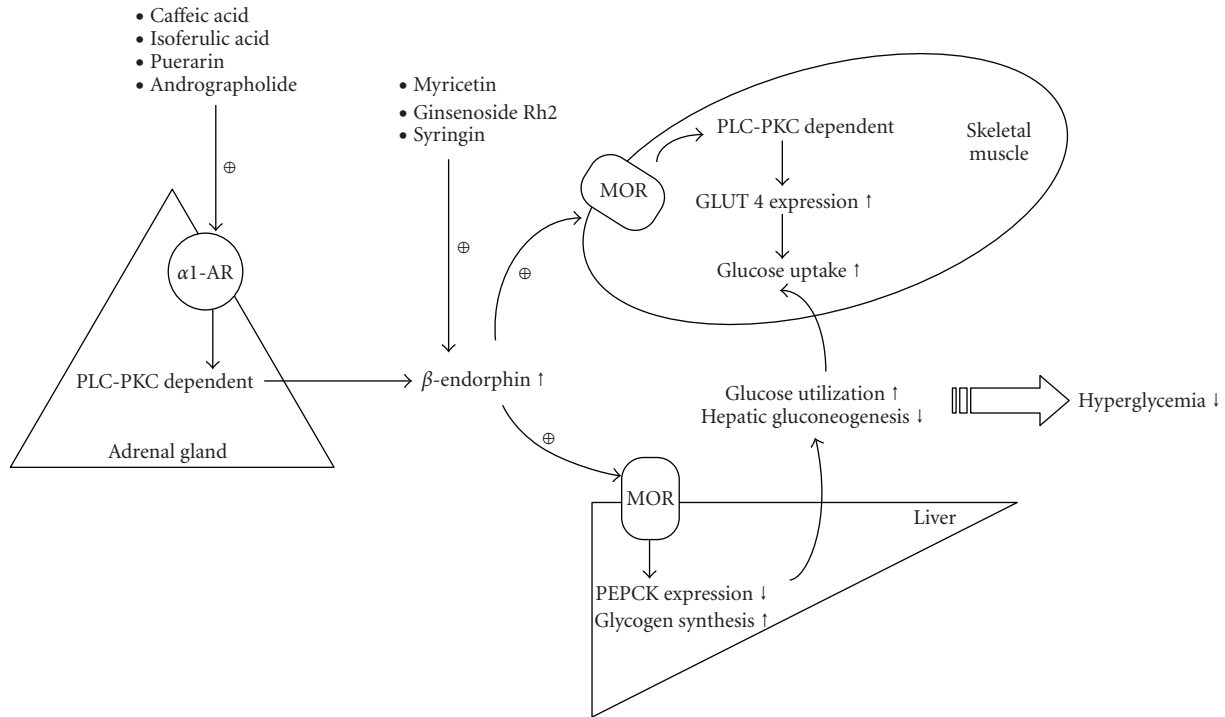 • Caffeic acid
• Isoferulic acid
• Puerarin
• Andrographolide
• Myricetin
• Ginsenoside Rh2
• Syringin
⊕
α1-AR
PLC-PKC dependent
Adrenal gland
⊕
β-endorphin ↑
⊕
⊕
MOR
PLC-PKC dependent
GLUT 4 expression ↑
Glucose uptake ↑
Skeletal
muscle
Glucose utilization ↑
Hepatic gluconeogenesis ↓
Hyperglycemia ↓
MOR
Liver
PEPCK expression ↓
Glycogen synthesis ↑